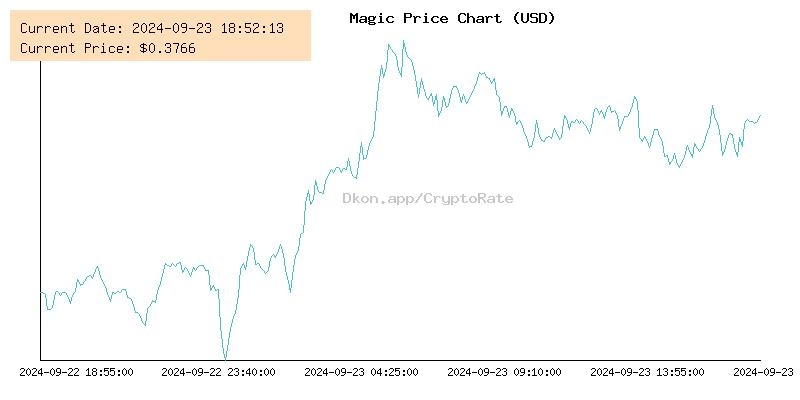 Magic Price Chart (USD)
Current Date: 2024-09-23 18:52:13
Current Price: $0.3766
Dkon.app/CryptoRate
2024-09-22 18:55:00 2024-09-22 23:40:00 2024-09-23 04:25:00 2024-09-23 09:10:00 2024-09-23 13:55:00 2024-09-23